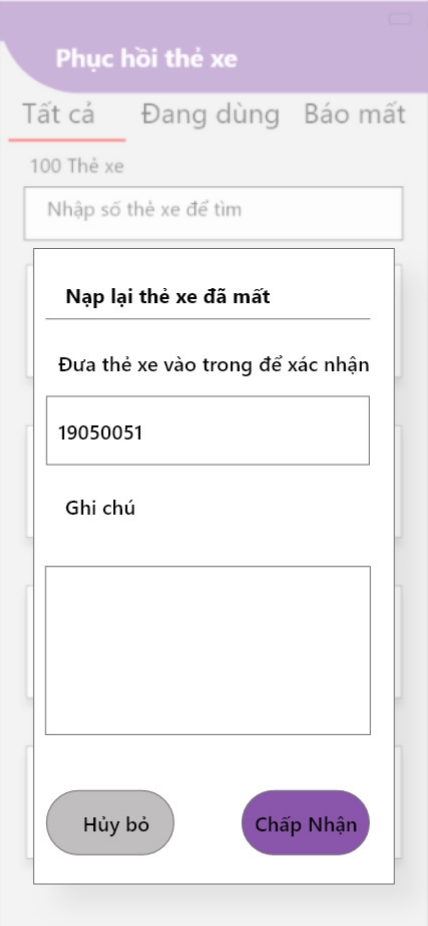 Phục hồi thẻ xe
Tất cả Đang dùng Báo mất
100 Thẻ xe
Nhập số thẻ xe để tìm
Nạp lại thẻ xe đã mất
Đưa thẻ xe vào trong để xác nhận
19050051
Ghi chú
Hủy bỏ Chấp Nhận